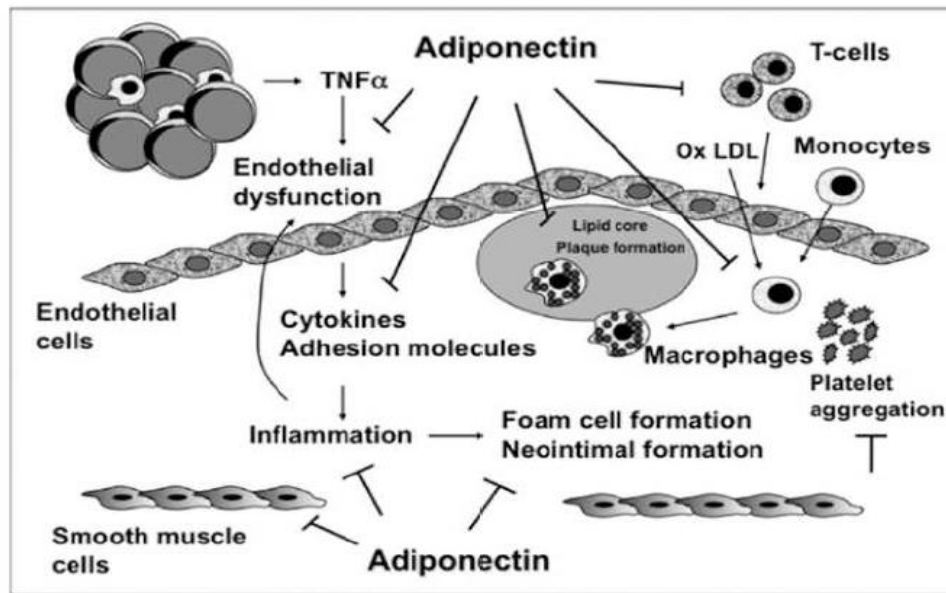 Adiponectin
T-cells
TNFα
Ox LDL
Monocytes
Endothelial
dysfunction
Lipid core
Plaque formation
Endothelial
cells
Cytokines
Adhesion molecules
Macrophages
Platelet
aggregation
Inflammation
Foam cell formation
Neointimal formation
Smooth muscle
cells
Adiponectin